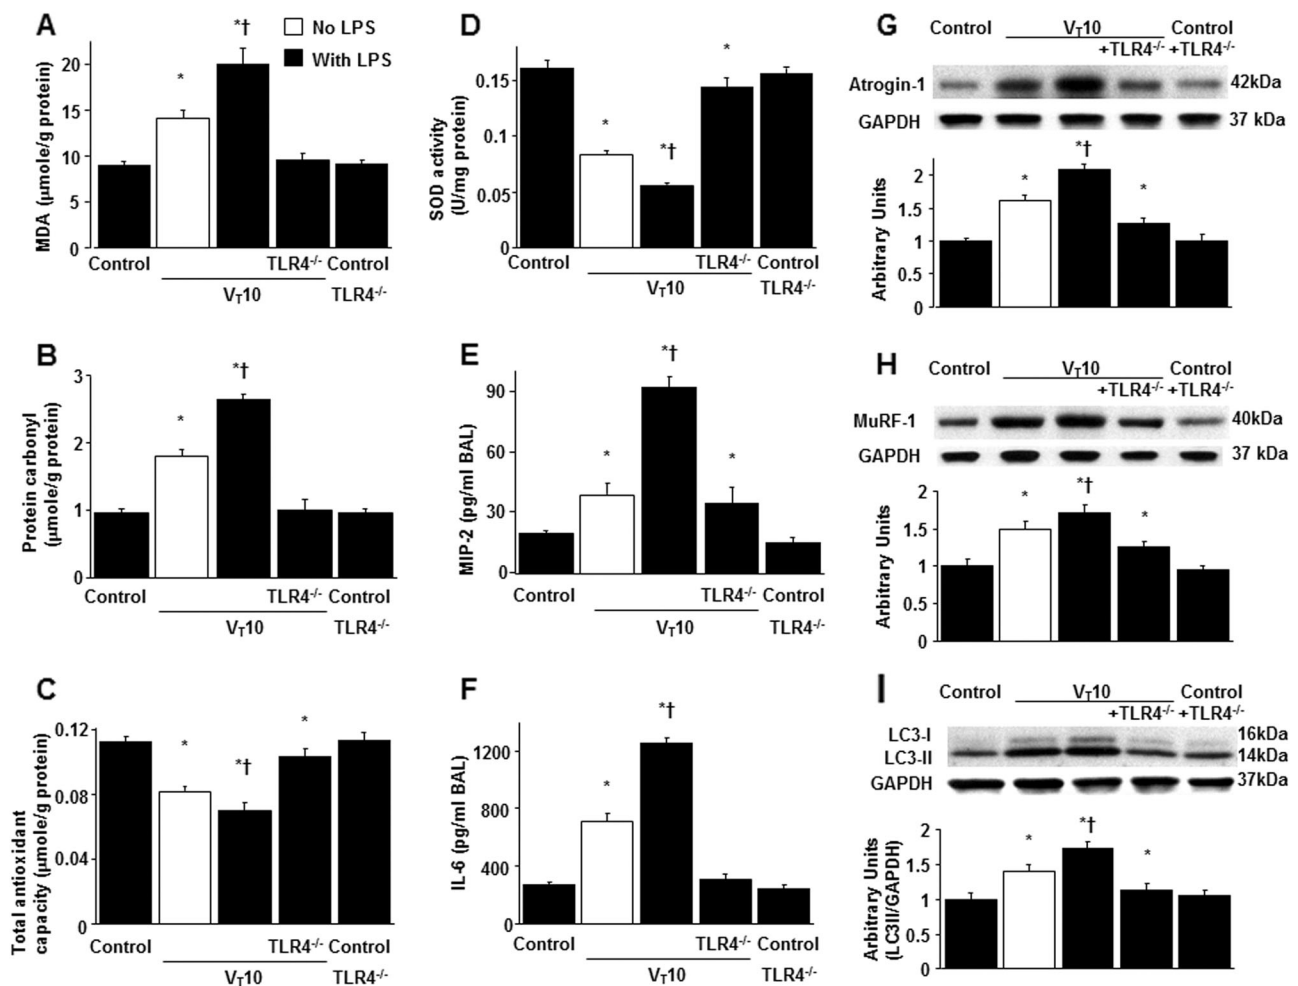 A
MDA (µmole/g protein)
20
15
10
5
0
*
*†
No LPS
With LPS
Control
TLR4-/-
Control
VT10
TLR4-/-
B
Protein carbonyl
(µmole/g protein)
3
2
1
0
*
*†
Control
TLR4-/-
Control
VT10
TLR4-/-
C
Total antioxidant
capacity (µmole/g protein)
0.12
0.08
0.04
0
*
*†
*
Control
TLR4-/-
Control
VT10
TLR4-/-
D
SOD activity
(U/mg protein)
0.15
0.1
0.05
0
*
*†
*
Control
TLR4-/-
Control
VT10
TLR4-/-
E
MIP-2 (pg/ml BAL)
90
60
30
0
*
*†
*
Control
TLR4-/-
Control
VT10
TLR4-/-
F
IL-6 (pg/ml BAL)
1200
800
400
0
*
*†
Control
TLR4-/-
Control
VT10
TLR4-/-
G
Control
VT10
Control
+TLR4-/-
+TLR4-/-
Atrogin-1
42kDa
GAPDH
37 kDa
Arbitrary Units
2
1.5
1
0.5
0
*
*†
*
H
Control
VT10
Control
+TLR4-/-
+TLR4-/-
MuRF-1
40kDa
GAPDH
37 kDa
Arbitrary Units
2
1.5
1
0.5
0
*
*†
*
I
Control
VT10
Control
+TLR4-/-
+TLR4-/-
LC3-I
16kDa
LC3-II
14kDa
GAPDH
37kDa
Arbitrary Units
(LC3II/GAPDH)
2
1.5
1
0.5
0
*
*†
*